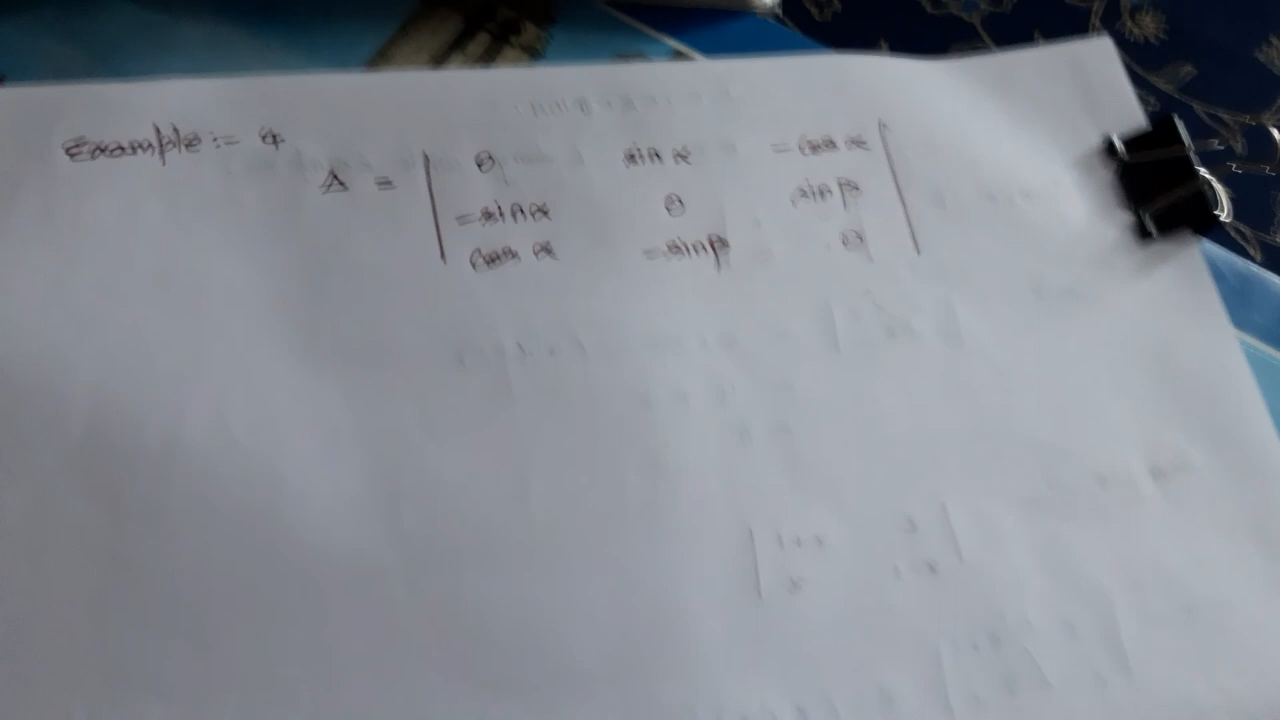 Example:- 4
Δ = | 0 sin α -cos α |
| -sin α 0 sin β |
| cos α -sin β 0 |